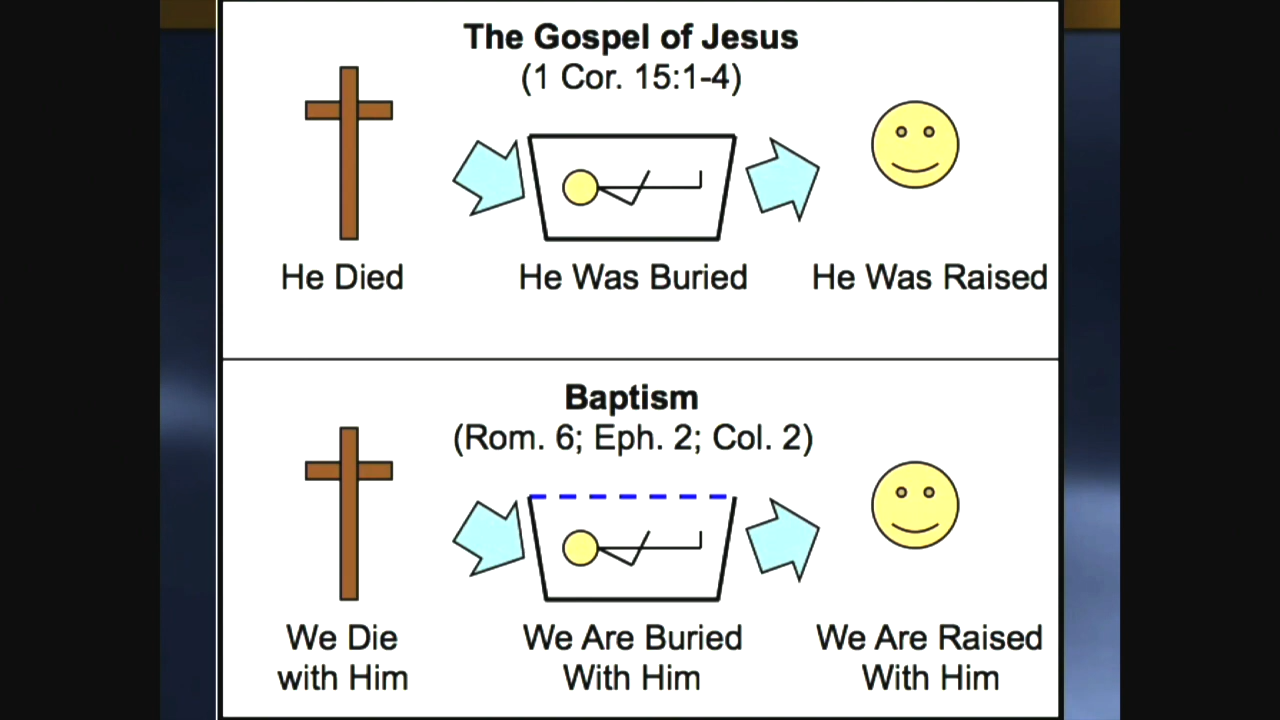 The Gospel of Jesus
(1 Cor. 15:1-4)
He Died
He Was Buried
He Was Raised
Baptism
(Rom. 6; Eph. 2; Col. 2)
We Die
with Him
We Are Buried
With Him
We Are Raised
With Him